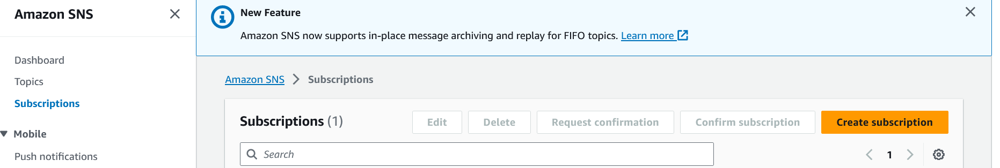 Amazon SNS
Dashboard
Topics
Subscriptions
Mobile
Push notifications
New Feature
Amazon SNS now supports in-place message archiving and replay for FIFO topics. Learn more
Amazon SNS > Subscriptions
Subscriptions (1)
Edit
Delete
Request confirmation
Confirm subscription
Create subscription
Search
1